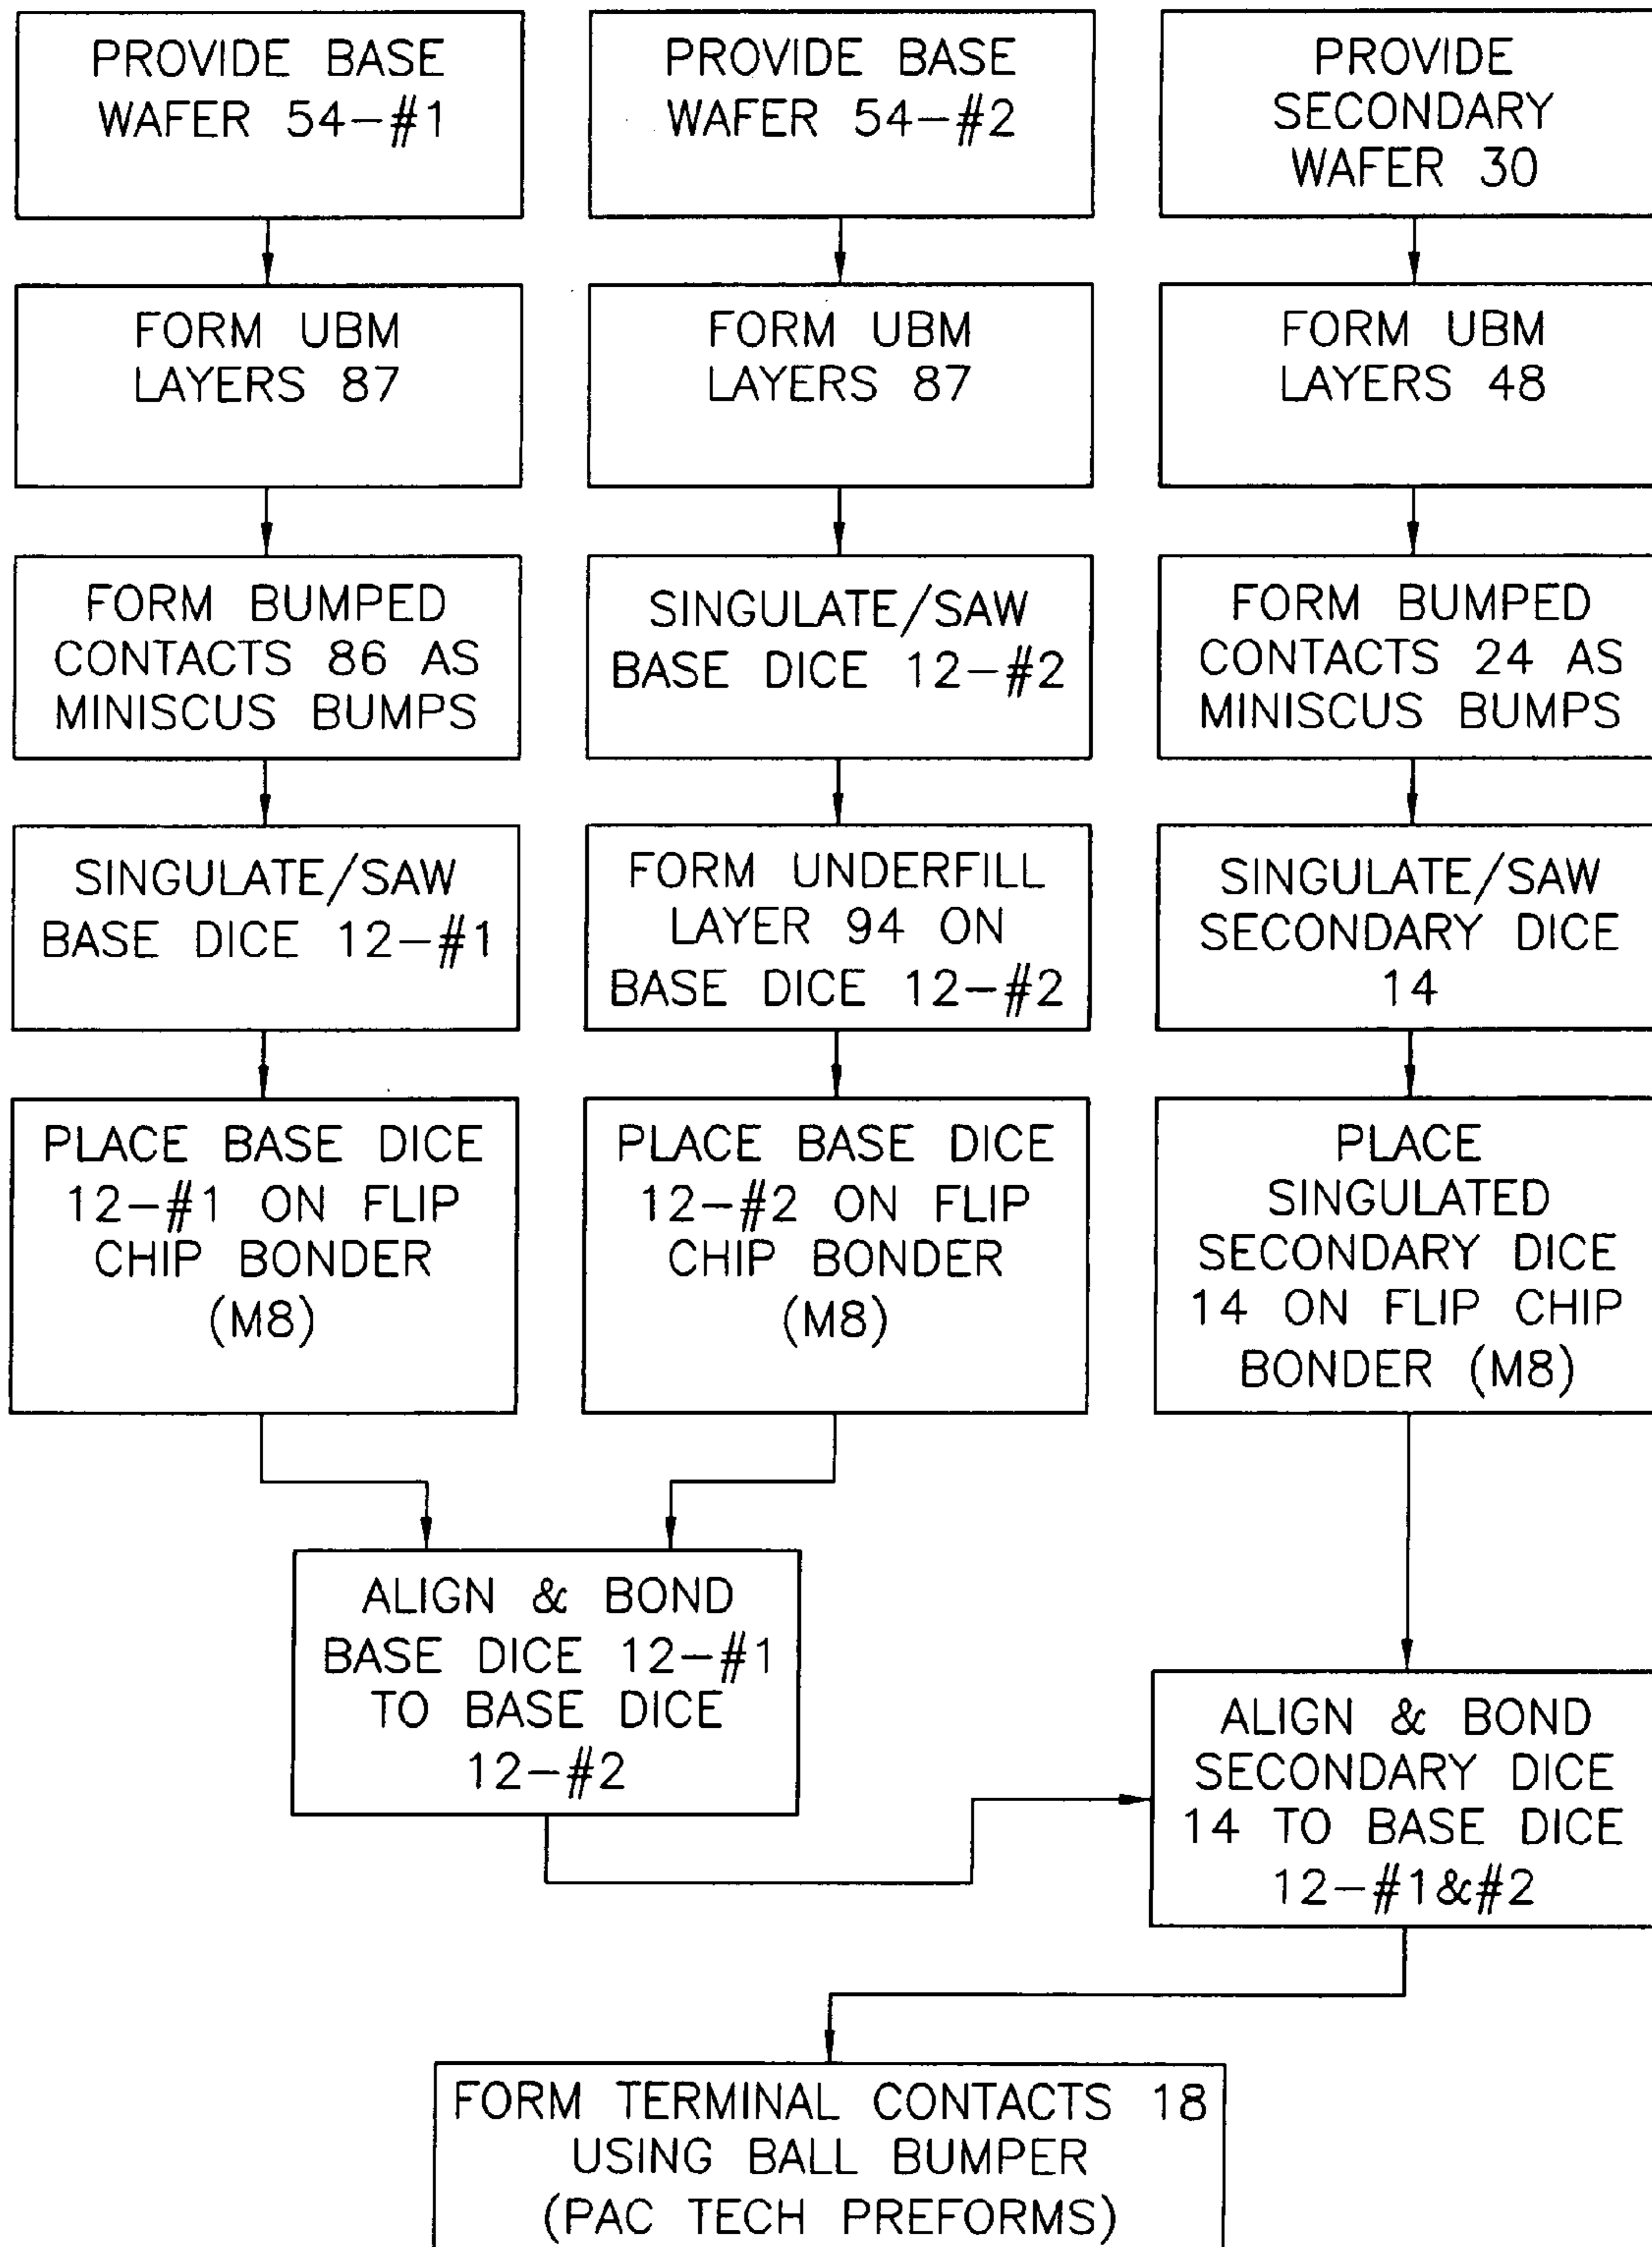 PROVIDE BASE
WAFER 54-#1
PROVIDE BASE
WAFER 54-#2
PROVIDE
SECONDARY
WAFER 30
FORM UBM
LAYERS 87
FORM UBM
LAYERS 87
FORM UBM
LAYERS 48
FORM BUMPED
CONTACTS 86 AS
MINISCUS BUMPS
SINGULATE/SAW
BASE DICE 12-#2
FORM BUMPED
CONTACTS 24 AS
MINISCUS BUMPS
SINGULATE/SAW
BASE DICE 12-#1
FORM UNDERFILL
LAYER 94 ON
BASE DICE 12-#2
SINGULATE/SAW
SECONDARY DICE
14
PLACE BASE DICE
12-#1 ON FLIP
CHIP BONDER
(M8)
PLACE BASE DICE
12-#2 ON FLIP
CHIP BONDER
(M8)
PLACE
SINGULATED
SECONDARY DICE
14 ON FLIP CHIP
BONDER (M8)
ALIGN & BOND
BASE DICE 12-#1
TO BASE DICE
12-#2
ALIGN & BOND
SECONDARY DICE
14 TO BASE DICE
12-#1&#2
FORM TERMINAL CONTACTS 18
USING BALL BUMPER
(PAC TECH PREFORMS)